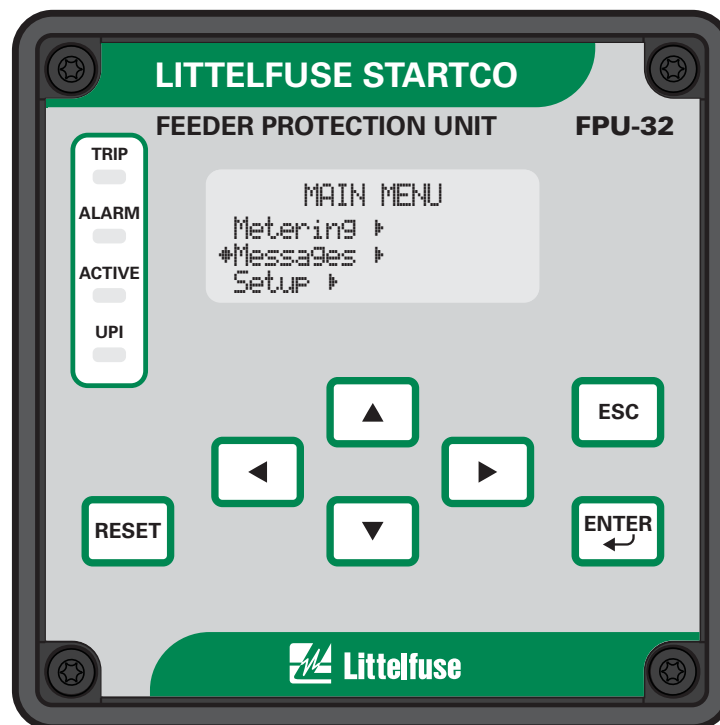 LITTELFUSE STARTCO
FEEDER PROTECTION UNIT FPU-32
TRIP
ALARM
ACTIVE
UPI
MAIN MENU
Metering
Messages
Setup
ESC
RESET
ENTER
Littelfuse